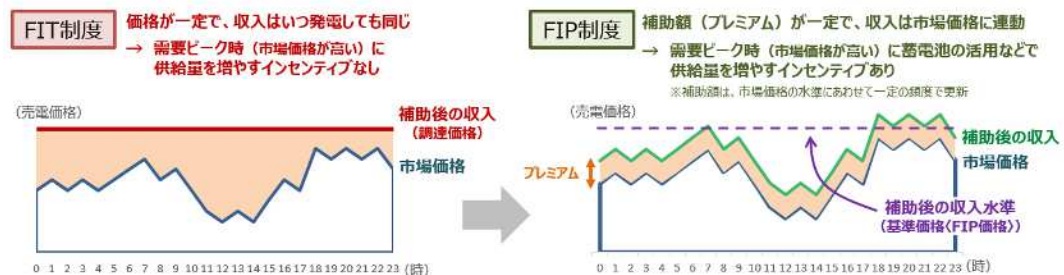 FIT制度
価格が一定で、収入はいつ発電しても同じ
→ 需要ピーク時（市場価格が高い）に
供給量を増やすインセンティブなし
（売電価格）
補助後の収入
（調達価格）
市場価格
0 1 2 3 4 5 6 7 8 9 10 11 12 13 14 15 16 17 18 19 20 21 22 23 （時）
FIP制度
補助額（プレミアム）が一定で、収入は市場価格に連動
→ 需要ピーク時（市場価格が高い）に蓄電池の活用などで
供給量を増やすインセンティブあり
※補助額は、市場価格の水準にあわせて一定の頻度で更新
（売電価格）
補助後の収入
市場価格
プレミアム
補助後の収入水準
（基準価格〈FIP価格〉）
0 1 2 3 4 5 6 7 8 9 10 11 12 13 14 15 16 17 18 19 20 21 22 23 （時）